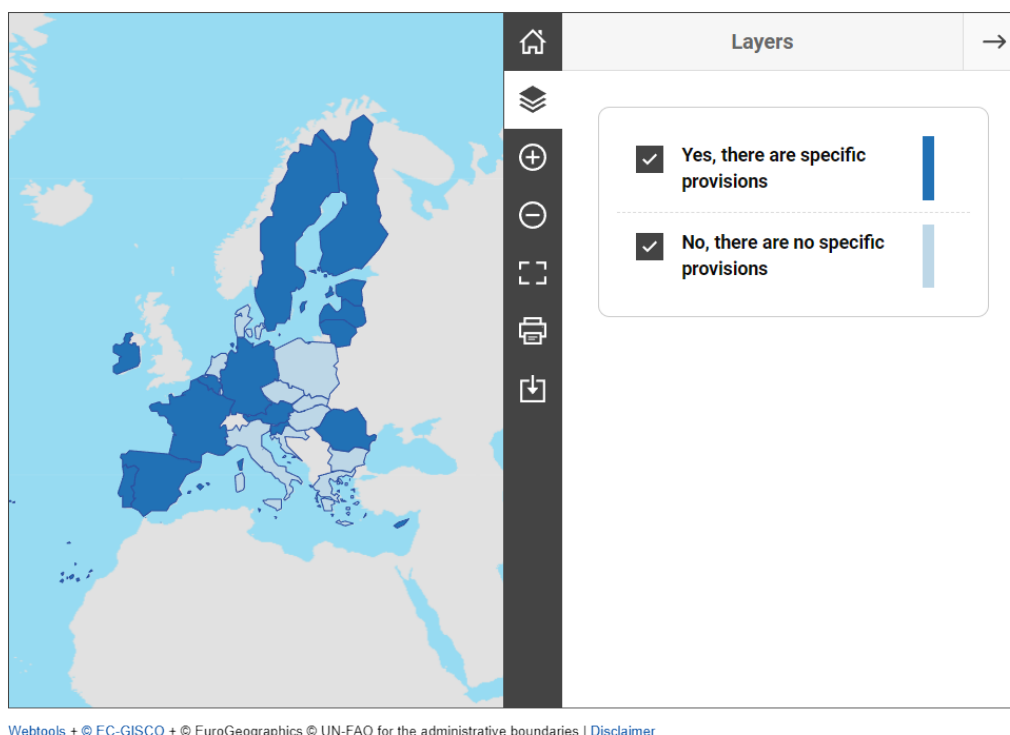 Layers
Yes, there are specific
provisions
No, there are no specific
provisions
Webtools + © EC-GISCO + © EuroGeographics © UN-FAO for the administrative boundaries | Disclaimer